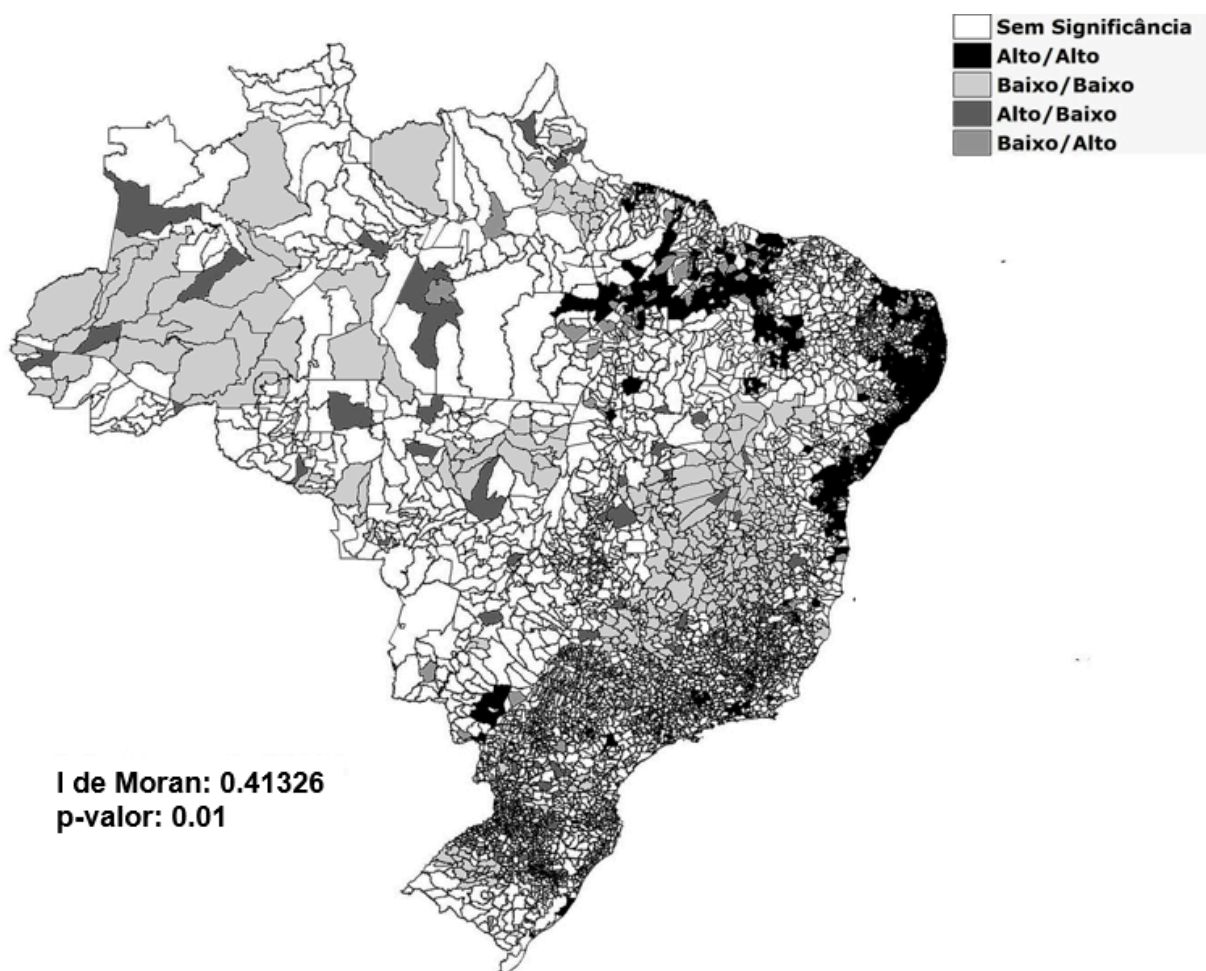 Sem Significância
Alto/Alto
Baixo/Baixo
Alto/Baixo
Baixo/Alto
I de Moran: 0.41326
p-valor: 0.01